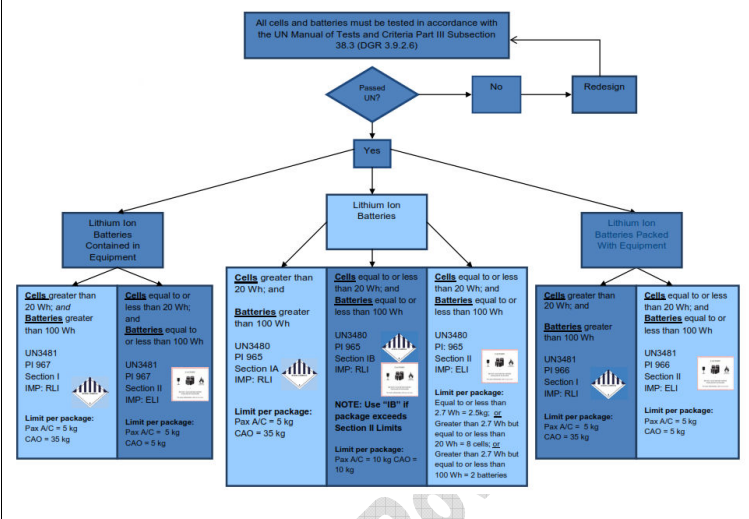 All cells and batteries must be tested in accordance with
the UN Manual of Tests and Criteria Part III Subsection
38.3 (DGR 3.9.2.6)
Passed
UN?
No
Redesign
Yes
Lithium Ion
Batteries
Contained in
Equipment
Lithium Ion
Batteries
Lithium Ion
Batteries Packed
With Equipment
Cells greater than
20 Wh; and
Batteries greater
than 100 Wh
UN3481
PI 967
Section I
IMP: RLI
Limit per package:
Pax A/C = 5 kg
CAO = 35 kg
Cells equal to or
less than 20 Wh;
and
Batteries equal to
or less than 100 Wh
UN3481
PI 967
Section II
IMP: ELI
Limit per package:
Pax A/C = 5 kg
CAO = 5 kg
Cells greater than
20 Wh; and
Batteries greater
than 100 Wh
UN3480
PI 965
Section IA
IMP: RLI
Limit per package:
Pax A/C = 5 kg
CAO = 35 kg
Cells equal to or less
than 20 Wh; and
Batteries equal to or
less than 100 Wh
UN3480
PI 965
Section IB
IMP: RLI
NOTE: Use "IB" if
package exceeds
Section II Limits
Limit per package:
Pax A/C = 10 kg CAO =
10 kg
Cells equal to or less
than 20 Wh; and
Batteries equal to or
less than 100 Wh
UN3480
PI: 965
Section II
IMP: ELI
Limit per package:
Equal to or less than
2.7 Wh = 2.5kg; or
Greater than 2.7 Wh but
equal to or less than
20 Wh = 8 cells; or
Greater than 2.7 Wh but
equal to or less than
100 Wh = 2 batteries
Cells greater than
20 Wh; and
Batteries greater
than 100 Wh
UN3481
PI 966
Section I
IMP: RLI
Limit per package:
Pax A/C = 5 kg
CAO = 35 kg
Cells equal to or less
than 20 Wh; and
Batteries equal to or
less than 100 Wh
UN3481
PI 966
Section II
IMP: ELI
Limit per package:
Pax A/C = 5 kg
CAO = 5 kg